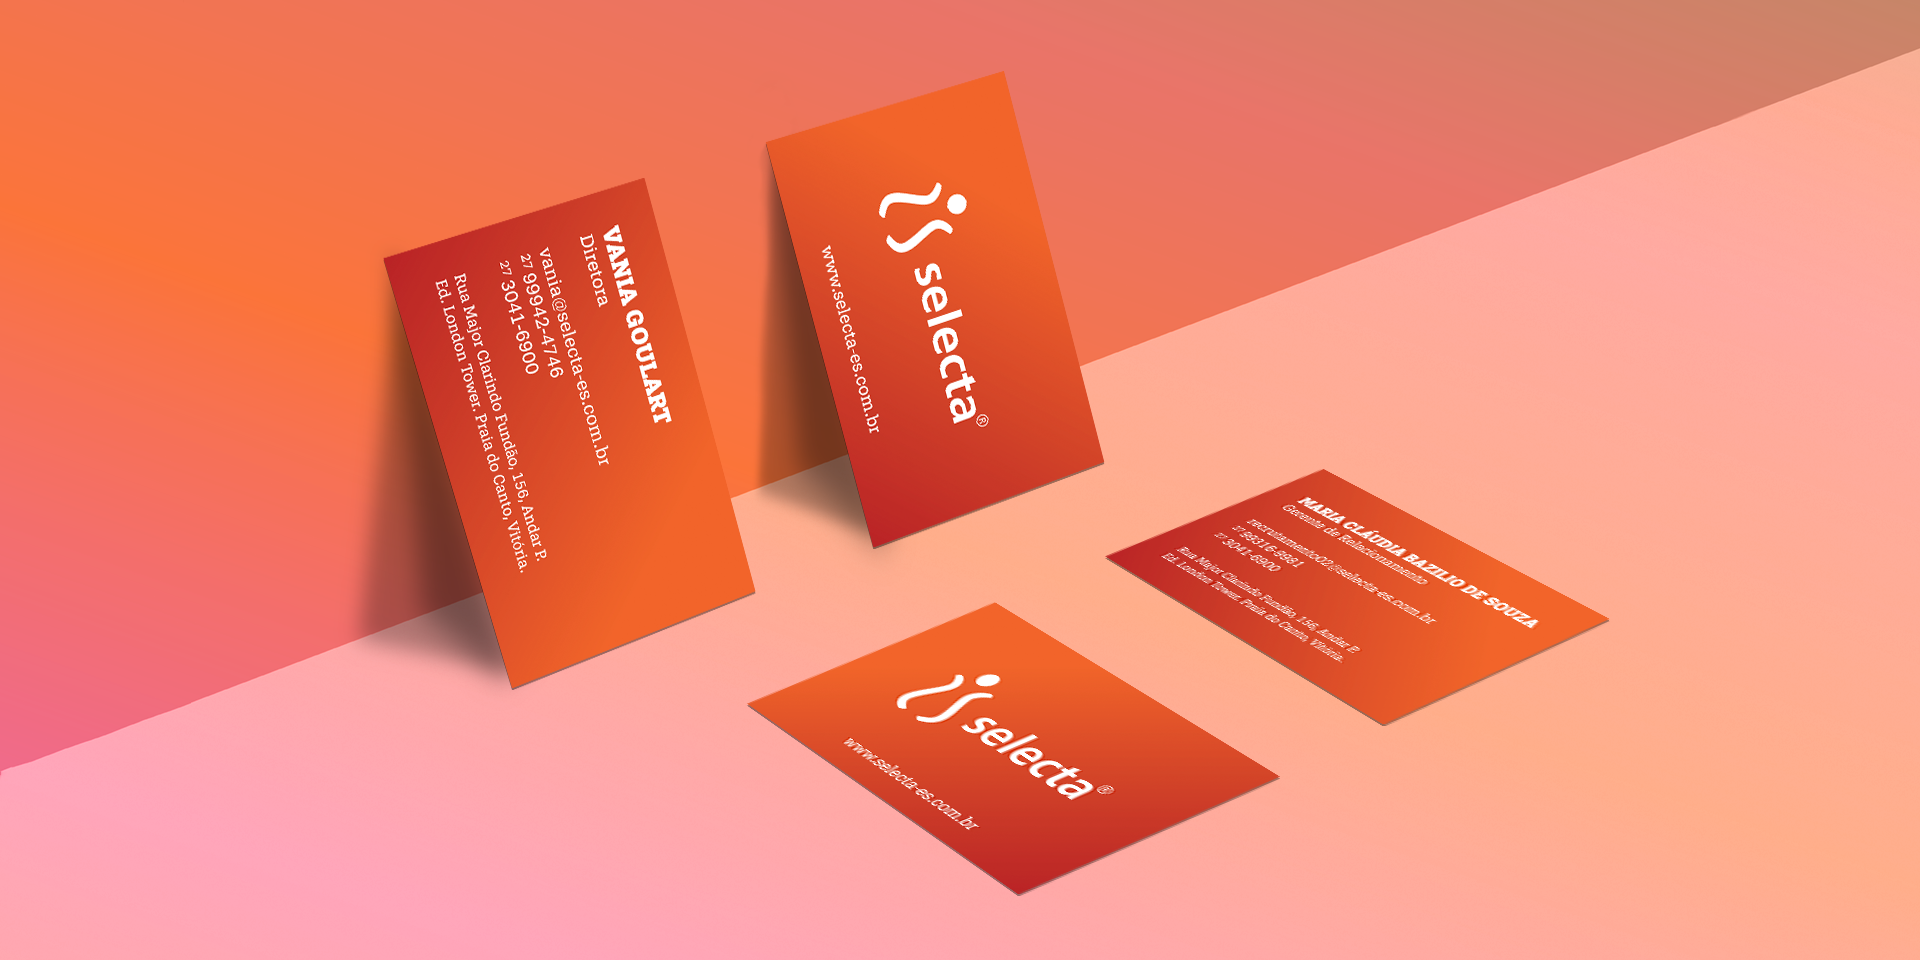 VANIA GOULART
Diretora
vania@selecta-es.com.br
27 99942-4746
27 3041-6900
Rua Major Clarindo Fundão, 156, Andar P.
Ed. London Tower. Praia do Canto, Vitória.
selecta®
www.selecta-es.com.br
MARIA CLÁUDIA BAZILIO DE SOUZA
Gerente de Relacionamento
recrutamento02@selecta-es.com.br
27 99316-9981
27 3041-6900
Rua Major Clarindo Fundão, 156, Andar P.
Ed. London Tower. Praia do Canto, Vitória.
selecta®
www.selecta-es.com.br